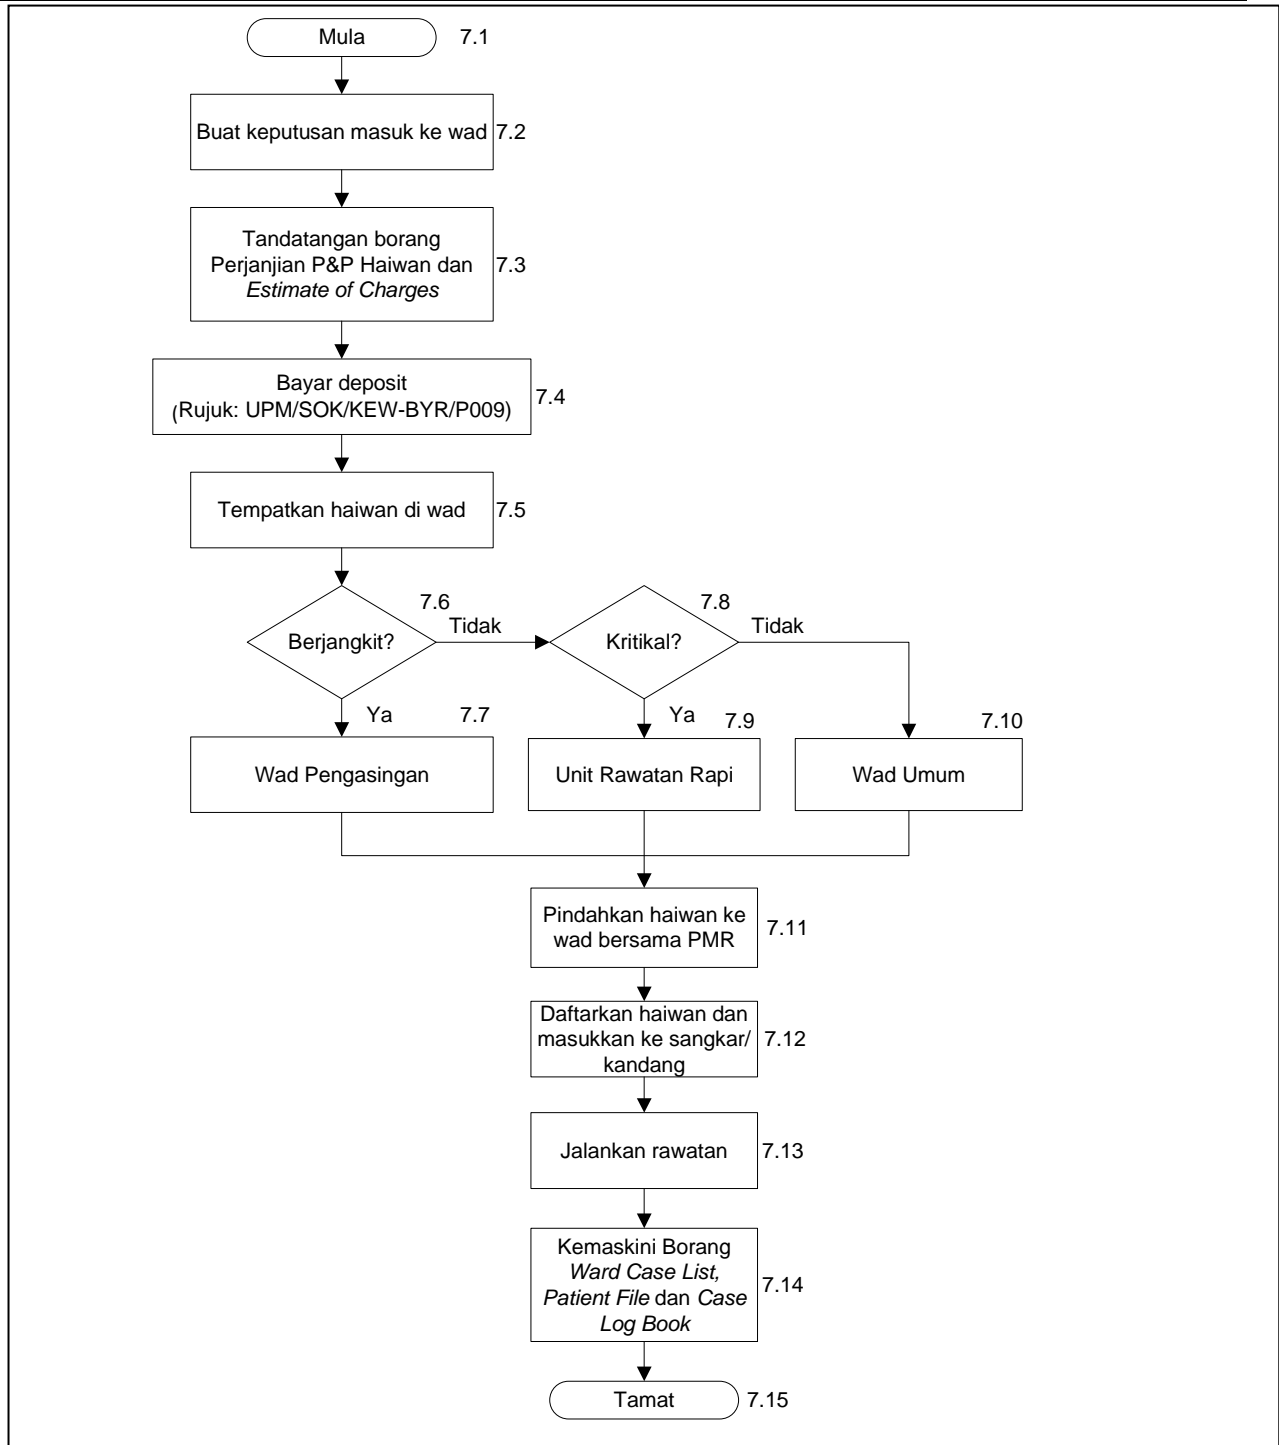 Mula
7.1
Buat keputusan masuk ke wad
7.2
Tandatangan borang
Perjanjian P&P Haiwan dan
Estimate of Charges
7.3
Bayar deposit
(Rujuk: UPM/SOK/KEW-BYR/P009)
7.4
Tempatkan haiwan di wad
7.5
7.6
Berjangkit?
Tidak
7.8
Kritikal?
Tidak
Ya
7.7
Ya
7.9
7.10
Wad Pengasingan
Unit Rawatan Rapi
Wad Umum
Pindahkan haiwan ke
wad bersama PMR
7.11
Daftarkan haiwan dan
masukkan ke sangkar/
kandang
7.12
Jalankan rawatan
7.13
Kemaskini Borang
Ward Case List,
Patient File dan Case
Log Book
7.14
Tamat
7.15